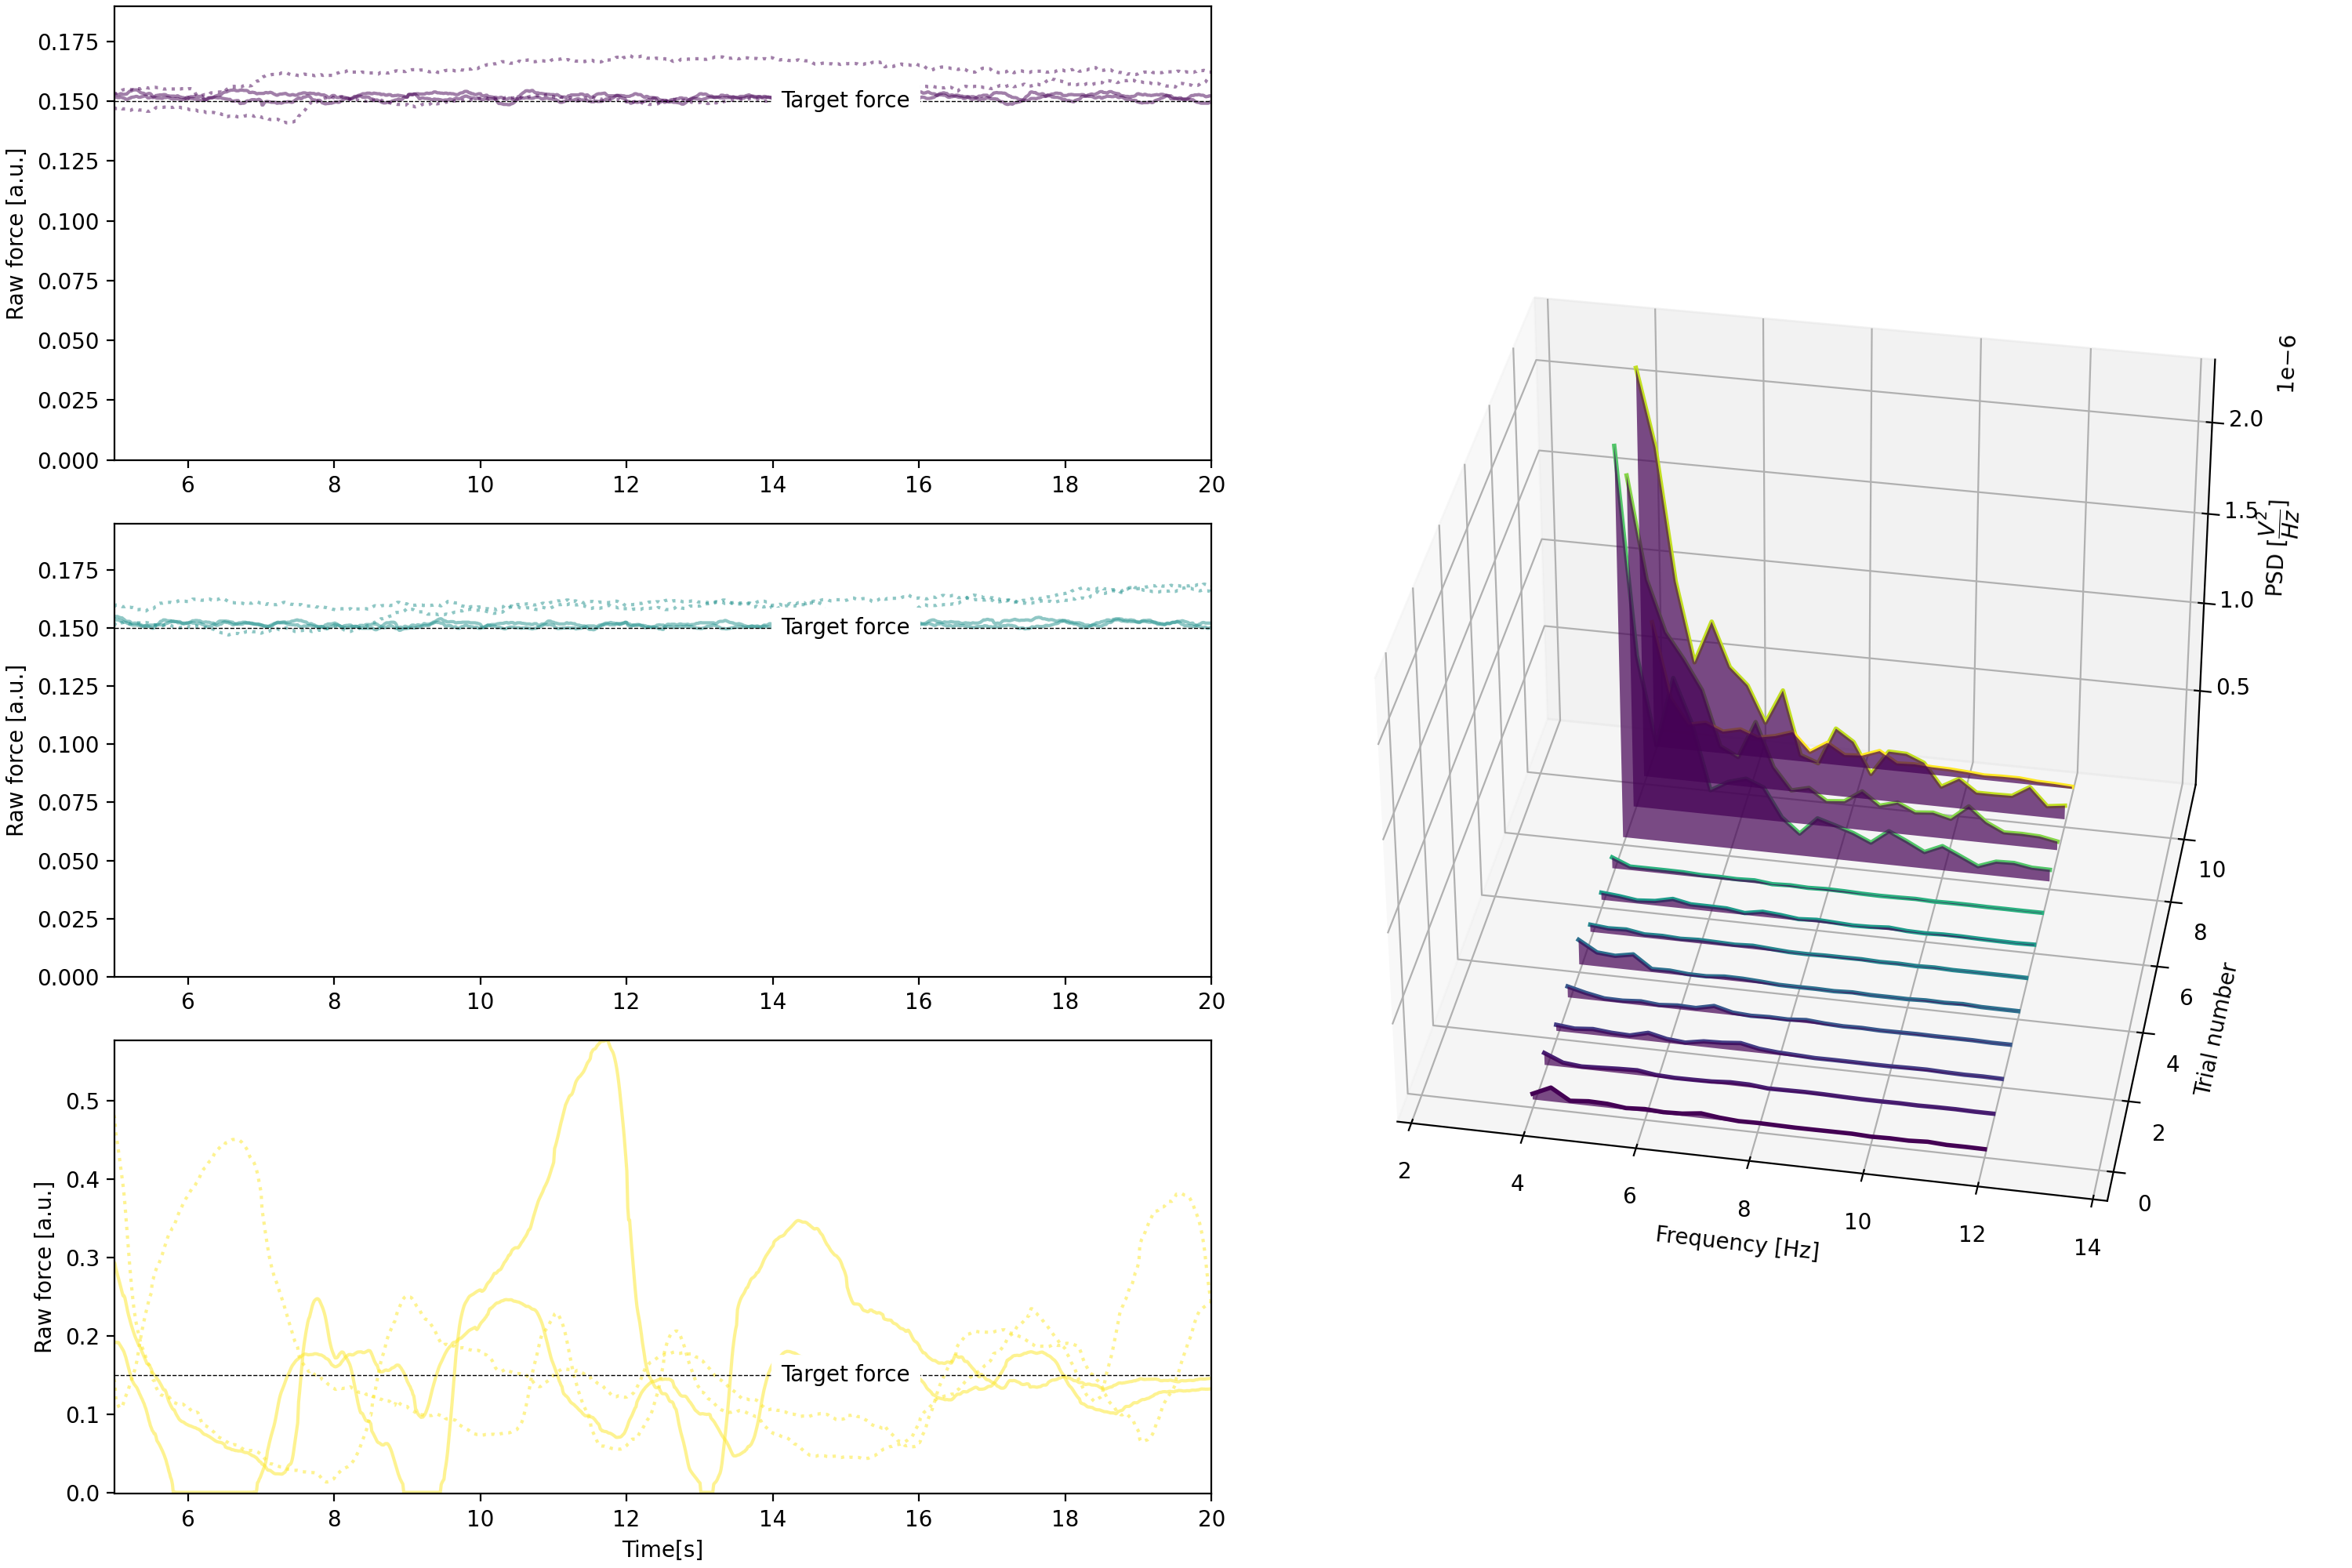 Raw force [a.u.]
0.175
0.150
0.125
0.100
0.075
0.050
0.025
0.000
Target force
6 8 10 12 14 16 18 20
Raw force [a.u.]
0.175
0.150
0.125
0.100
0.075
0.050
0.025
0.000
Target force
6 8 10 12 14 16 18 20
Raw force [a.u.]
0.5
0.4
0.3
0.2
0.1
0.0
Target force
6 8 10 12 14 16 18 20
Time[s]
1e−6
2.0
1.5
1.0
0.5
PSD [V²/Hz]
10
8
6
4
2
0
Trial number
2 4 6 8 10 12 14
Frequency [Hz]